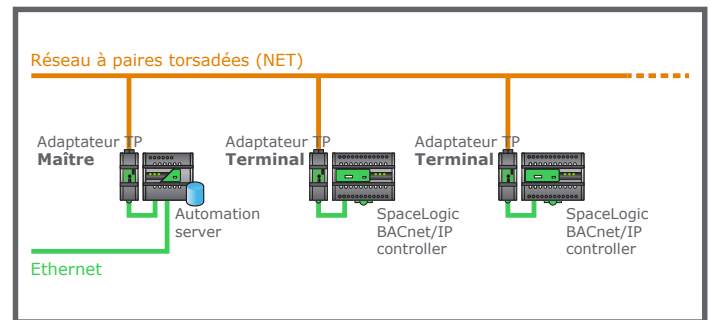 Réseau à paires torsadées (NET)
Adaptateur TP
Maître
Adaptateur TP
Terminal
Adaptateur TP
Terminal
Automation
server
SpaceLogic
BACnet/IP
controller
SpaceLogic
BACnet/IP
controller
Ethernet